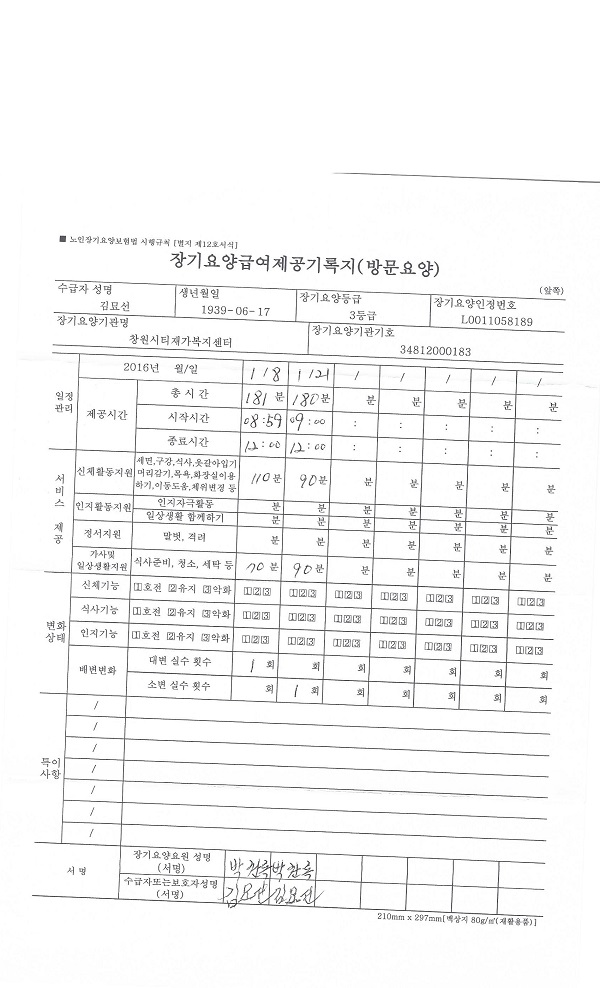 ■ 노인장기요양보험법 시행규칙 [별지 제12호서식]
장기요양급여제공기록지(방문요양)
(앞쪽)
수급자 성명 생년월일 장기요양등급 장기요양인정번호
김묘선 1939-06-17 3등급 L0011058189
장기요양기관명 장기요양기관기호
창원시티재가복지센터 34812000183
일정 관리 2016년 월/일 1/8 1/21 / / / / /
제공시간 총 시 간 181 분 180 분 분 분 분 분 분
시작시간 08:59 09:00 : : : : :
종료시간 12:00 12:00 : : : : :
서비스 제공
신체활동지원 세면,구강,식사,옷갈아입기 머리감기,목욕,화장실이용 하기,이동도움,체위변경 등 110 분 90 분 분 분 분 분 분
인지활동지원 인지자극활동 분 분 분 분 분 분 분
일상생활 함께하기 분 분 분 분 분 분 분
정서지원 말벗, 격려 분 분 분 분 분 분 분
가사및 일상생활지원 식사준비, 청소, 세탁 등 70 분 90 분 분 분 분 분 분
변화 상태
신체기능 1호전 2유지 3악화 123 123 123 123 123 123 123
식사기능 1호전 2유지 3악화 123 123 123 123 123 123 123
인지기능 1호전 2유지 3악화 123 123 123 123 123 123 123
배변변화 대변 실수 횟수 1 회 회 회 회 회 회 회
소변 실수 횟수 회 1 회 회 회 회 회 회
특이 사항
/
/
/
/
/
/
/
서 명 장기요양요원 성명 (서명) 박 박
수급자또는보호자성명 (서명) 김묘선 김묘선
210mm x 297mm[백상지 80g/㎡(재활용품)]